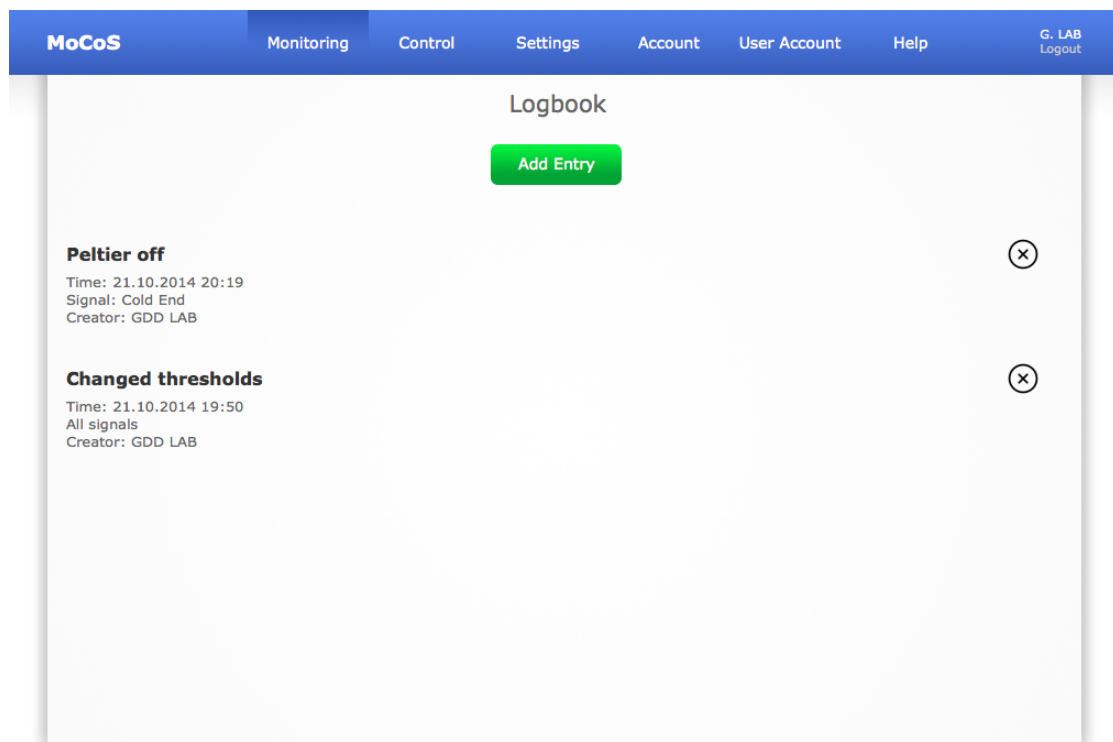 MoCoS Monitoring Control Settings Account User Account Help G. LAB
Logout
Logbook
Add Entry
Peltier off
Time: 21.10.2014 20:19
Signal: Cold End
Creator: GDD LAB
Changed thresholds
Time: 21.10.2014 19:50
All signals
Creator: GDD LAB